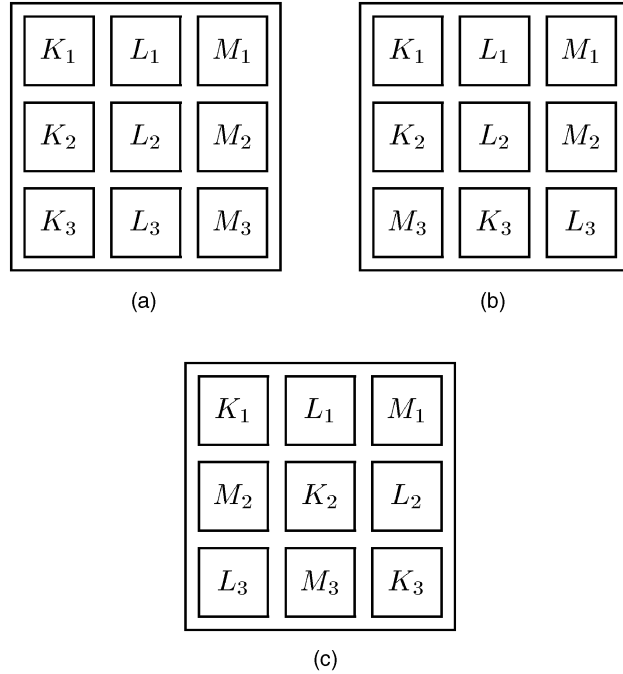 K₁ L₁ M₁ K₁ L₁ M₁
K₂ L₂ M₂ K₂ L₂ M₂
K₃ L₃ M₃ M₃ K₃ L₃
(a) (b)
K₁ L₁ M₁
M₂ K₂ L₂
L₃ M₃ K₃
(c)